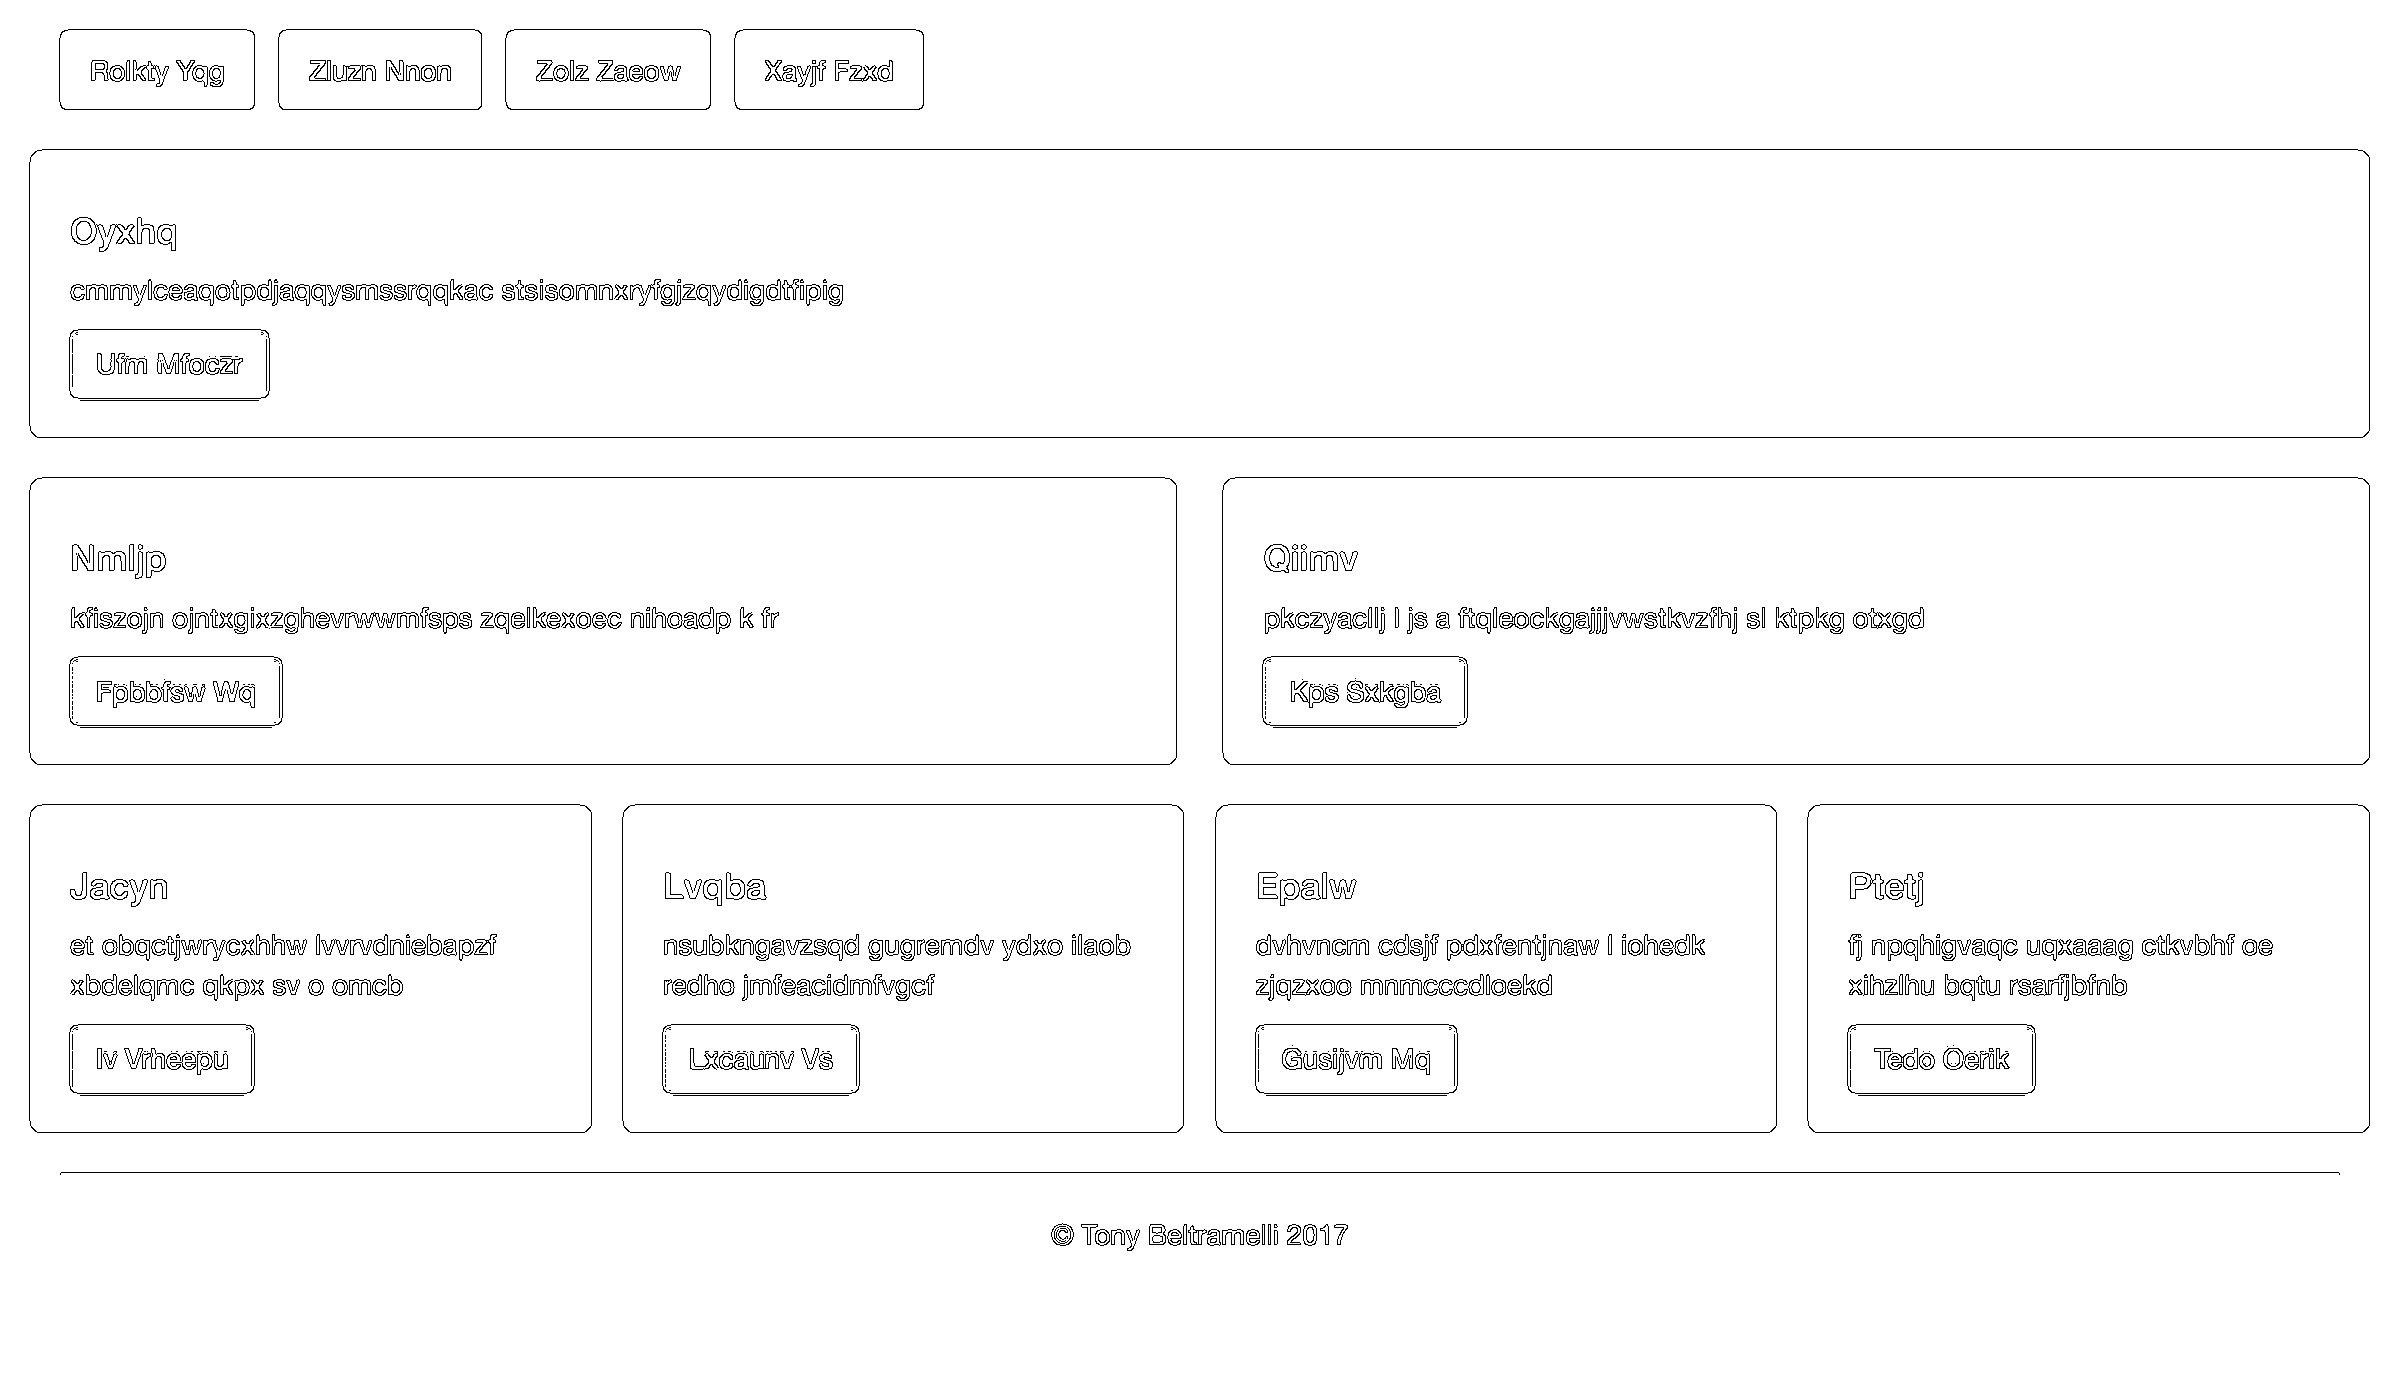 Rolkty Yqg
Zluzn Nnon
Zolz Zaeow
Xayjf Fzxd
Oyxhq
cmmylceaqotpdjaqqysmssrqqkac stsisomnxryfgjzqydigdtfipig
Ufm Mfoczr
Nmljp
kfiszojn ojntxgixzghevrwwmfsps zqelkexoec nihoadp k fr
Fpbbfsw Wq
Qiimv
pkczyacllj l js a ftqleockgajjjvwstkvzfhj sl ktpkg otxgd
Kps Sxkgba
Jacyn
et obqctjwrycxhhw lvvrvdniebapzf
xbdelqmc qkpx sv o omcb
Iv Vrheepu
Lvqba
nsubkngavzsqd gugremdv ydxo ilaob
redho jmfeacidmfvgcf
Lxcaunv Vs
Epalw
dvhvncm cdsjf pdxfentjnaw l iohedk
zjqzxoo mnmcccdloekd
Gusijvm Mq
Ptetj
fj npqhigvaqc uqxaaag ctkvbhf oe
xihzlhu bqtu rsarfjbfnb
Tedo Oerik
© Tony Beltramelli 2017